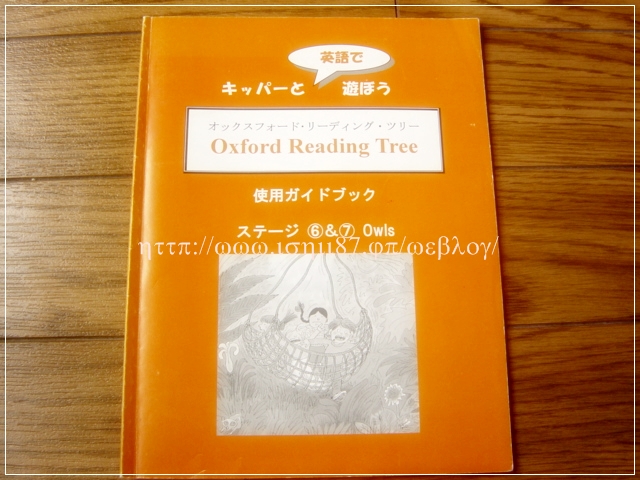 英語で
キッパーと 遊ぼう
オックスフォード・リーディング・ツリー
Oxford Reading Tree
使用ガイドブック
ステージ ⑥&⑦ Owls
ηττπ://ωωω.ισηιι87.φπ/ωεβλογ/